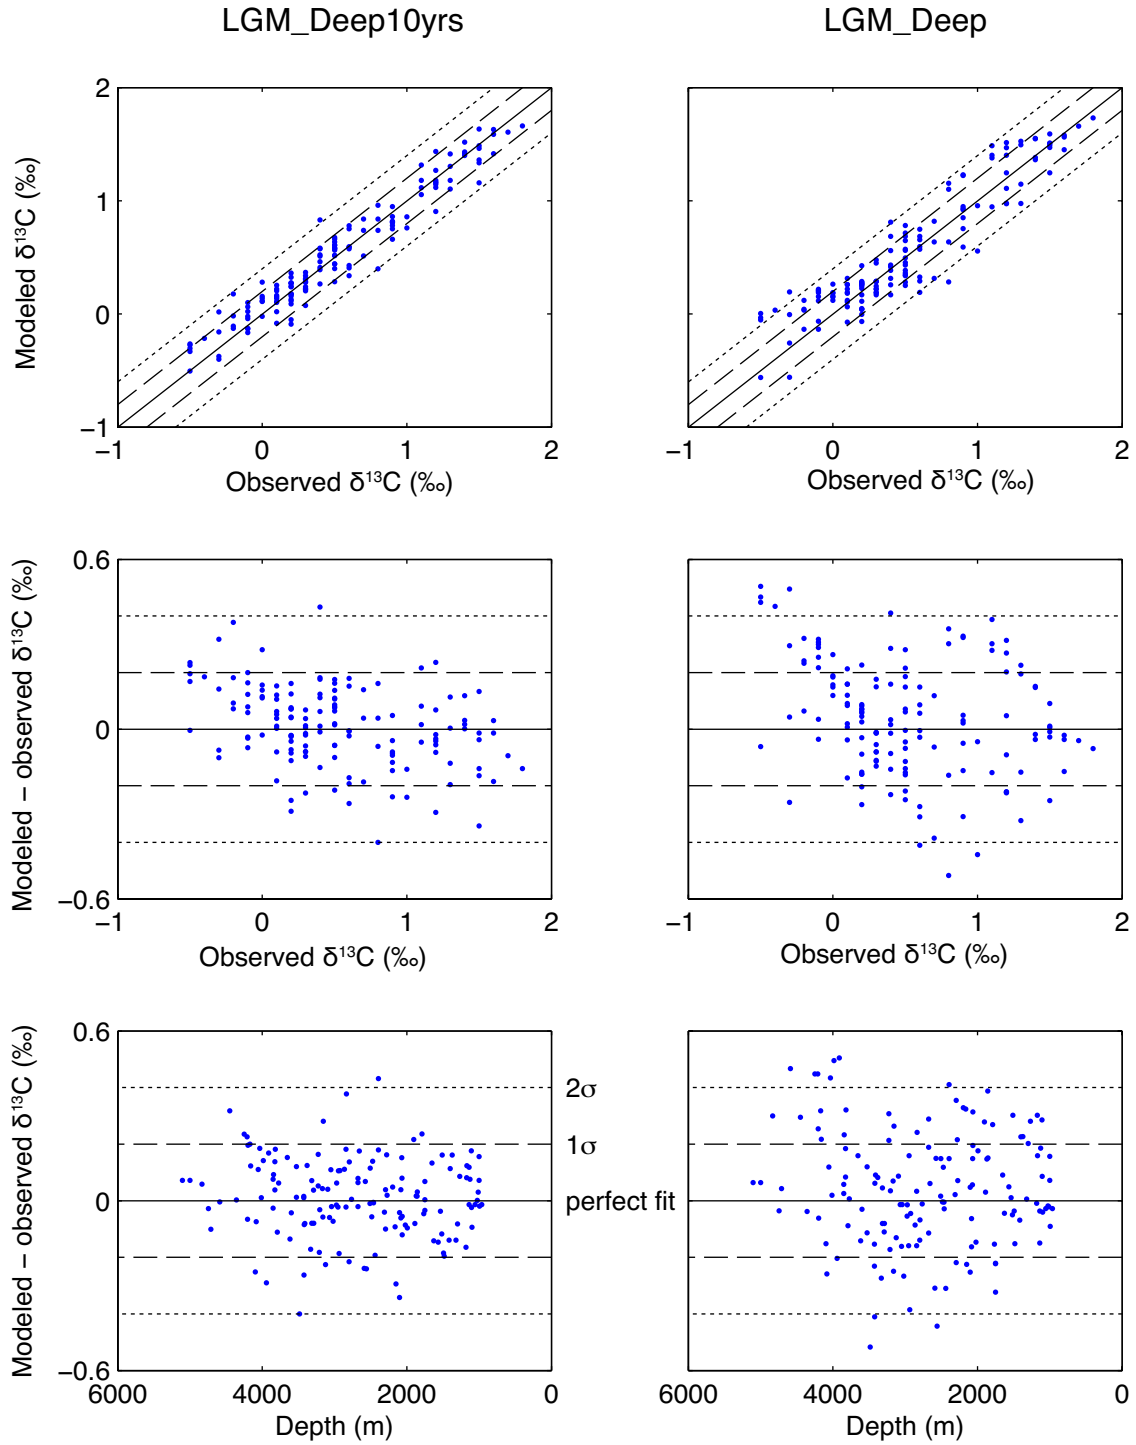 LGM_Deep10yrs LGM_Deep
2
1
0
−1
Modeled δ¹³C (‰)
−1 0 1 2
−1 0 1 2
Observed δ¹³C (‰)
Observed δ¹³C (‰)
0.6
0
−0.6
Modeled − observed δ¹³C (‰)
−1 0 1 2
−1 0 1 2
Observed δ¹³C (‰)
Observed δ¹³C (‰)
0.6
0
−0.6
Modeled − observed δ¹³C (‰)
2σ
1σ
perfect fit
6000 4000 2000 0
6000 4000 2000 0
Depth (m)
Depth (m)